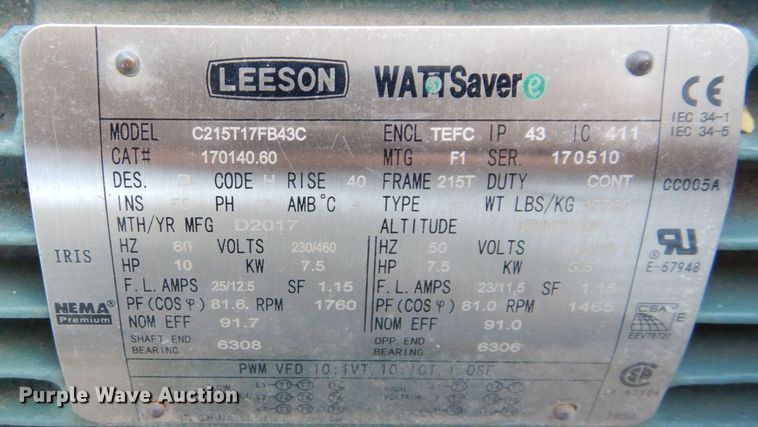 LEESON WATTSaver e
CE
IEC 34-1
IEC 34-5
MODEL C215T17FB43C ENCL TEFC IP 43 IC 411
CAT# 170140.60 MTG F1 SER. 170510
DES. CODE H RISE 40 FRAME 215T DUTY CONT
CC005A
INS PH AMB°C TYPE WT LBS/KG
MTH/YR MFG D2017 ALTITUDE
IRIS
HZ 60 VOLTS 230/460 HZ 50 VOLTS
HP 10 KW 7.5 HP 7.5 KW 5.5
E-57948
F.L. AMPS 25/12.5 SF 1.15 F.L. AMPS 23/11.5 SF 1.15
NEMA Premium
PF(COS φ) 81.6 RPM 1760 PF(COS φ) 81.0 RPM 1465
NOM EFF 91.7 NOM EFF 91.0
CSA E
EEV78720
SHAFT END BEARING 6308 OPP. END BEARING 6306
PWM VFD 10:1VT, 10:1CT, 1.0SF
Purple Wave Auction